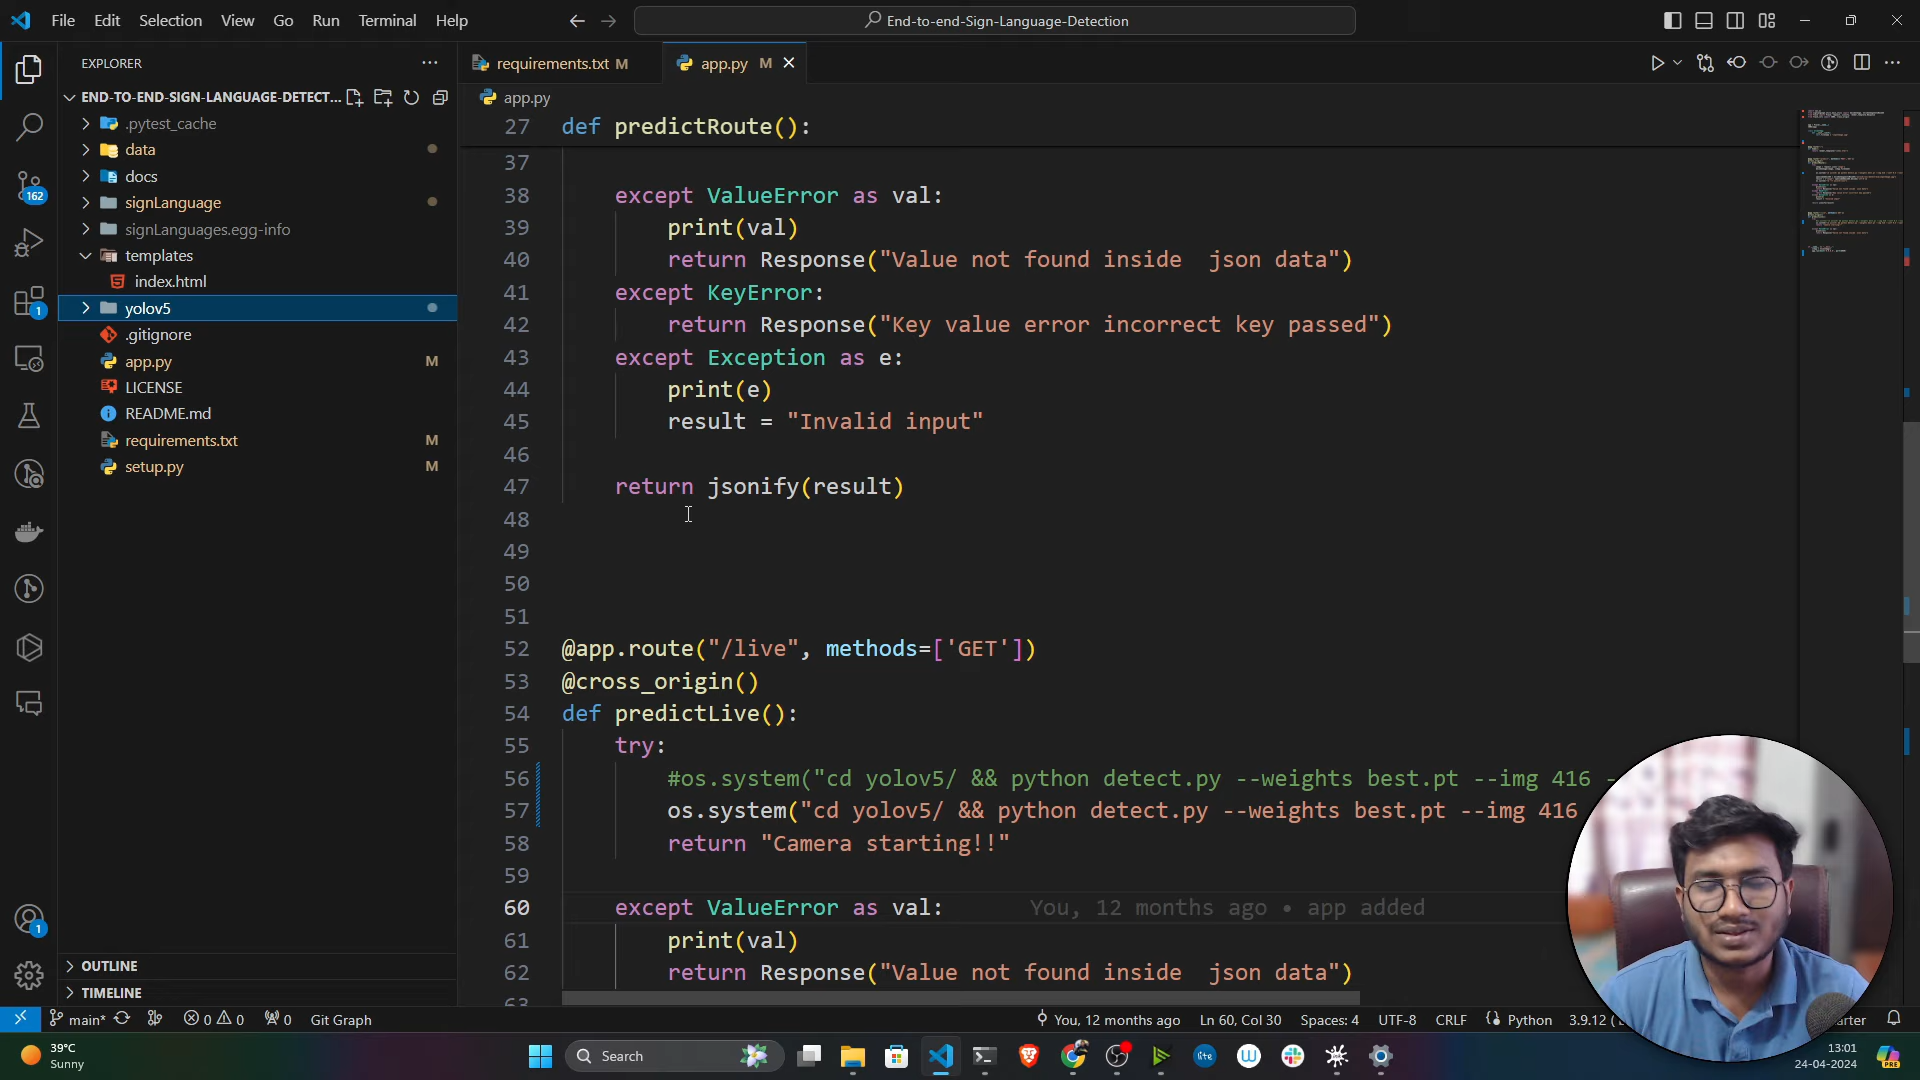 File Edit Selection View Go Run Terminal Help
End-to-end-Sign-Language-Detection
EXPLORER
requirements.txt M
app.py M
END-TO-END-SIGN-LANGUAGE-DETECT...
app.py
.pytest_cache
data
docs
signLanguage
signLanguages.egg-info
templates
index.html
yolov5
.gitignore
app.py M
LICENSE
README.md
requirements.txt M
setup.py M
162
1
1
OUTLINE
TIMELINE
27 def predictRoute():
37
38 except ValueError as val:
39 print(val)
40 return Response("Value not found inside  json data")
41 except KeyError:
42 return Response("Key value error incorrect key passed")
43 except Exception as e:
44 print(e)
45 result = "Invalid input"
46
47 return jsonify(result)
48
49
50
51
52 @app.route("/live", methods=['GET'])
53 @cross_origin()
54 def predictLive():
55 try:
56 #os.system("cd yolov5/ && python detect.py --weights best.pt --img 416 -
57 os.system("cd yolov5/ && python detect.py --weights best.pt --img 416
58 return "Camera starting!!"
59
60 except ValueError as val: You, 12 months ago • app added
61 print(val)
62 return Response("Value not found inside  json data")
63
main* 0 0 0 Git Graph You, 12 months ago Ln 60, Col 30 Spaces: 4 UTF-8 CRLF Python 3.9.12
39°C
Sunny
Search
lite
W
13:01
24-04-2024
PRE